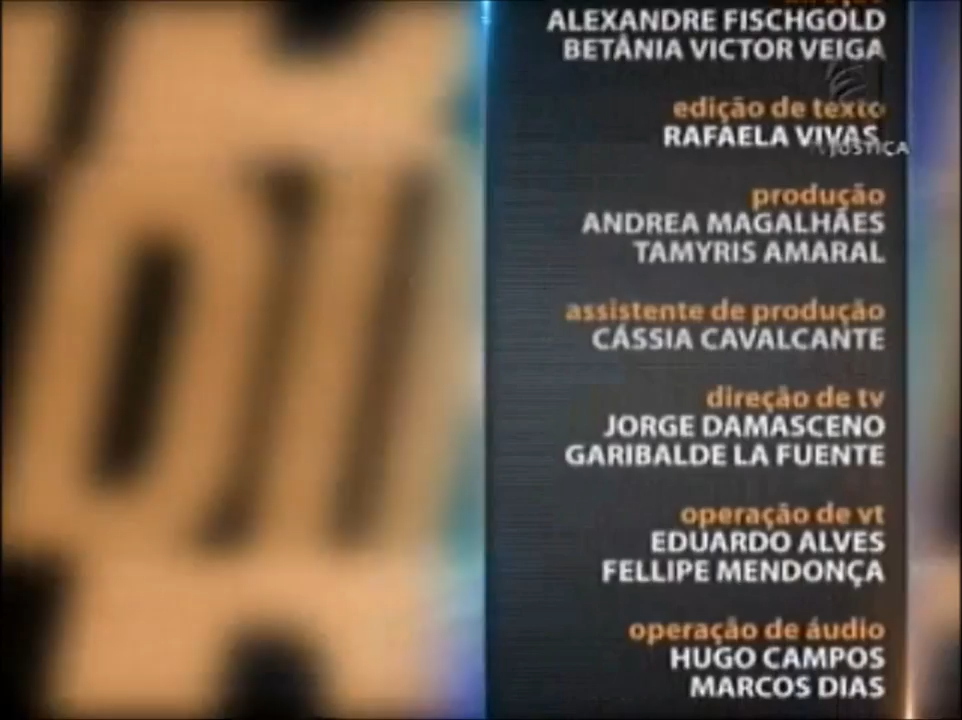 ALEXANDRE FISCHGOLD
BETÂNIA VICTOR VEIGA
edição de texto
RAFAELA VIVAS
TV JUSTIÇA
produção
ANDREA MAGALHÃES
TAMYRIS AMARAL
assistente de produção
CÁSSIA CAVALCANTE
direção de tv
JORGE DAMASCENO
GARIBALDE LA FUENTE
operação de vt
EDUARDO ALVES
FELLIPE MENDONÇA
operação de áudio
HUGO CAMPOS
MARCOS DIAS